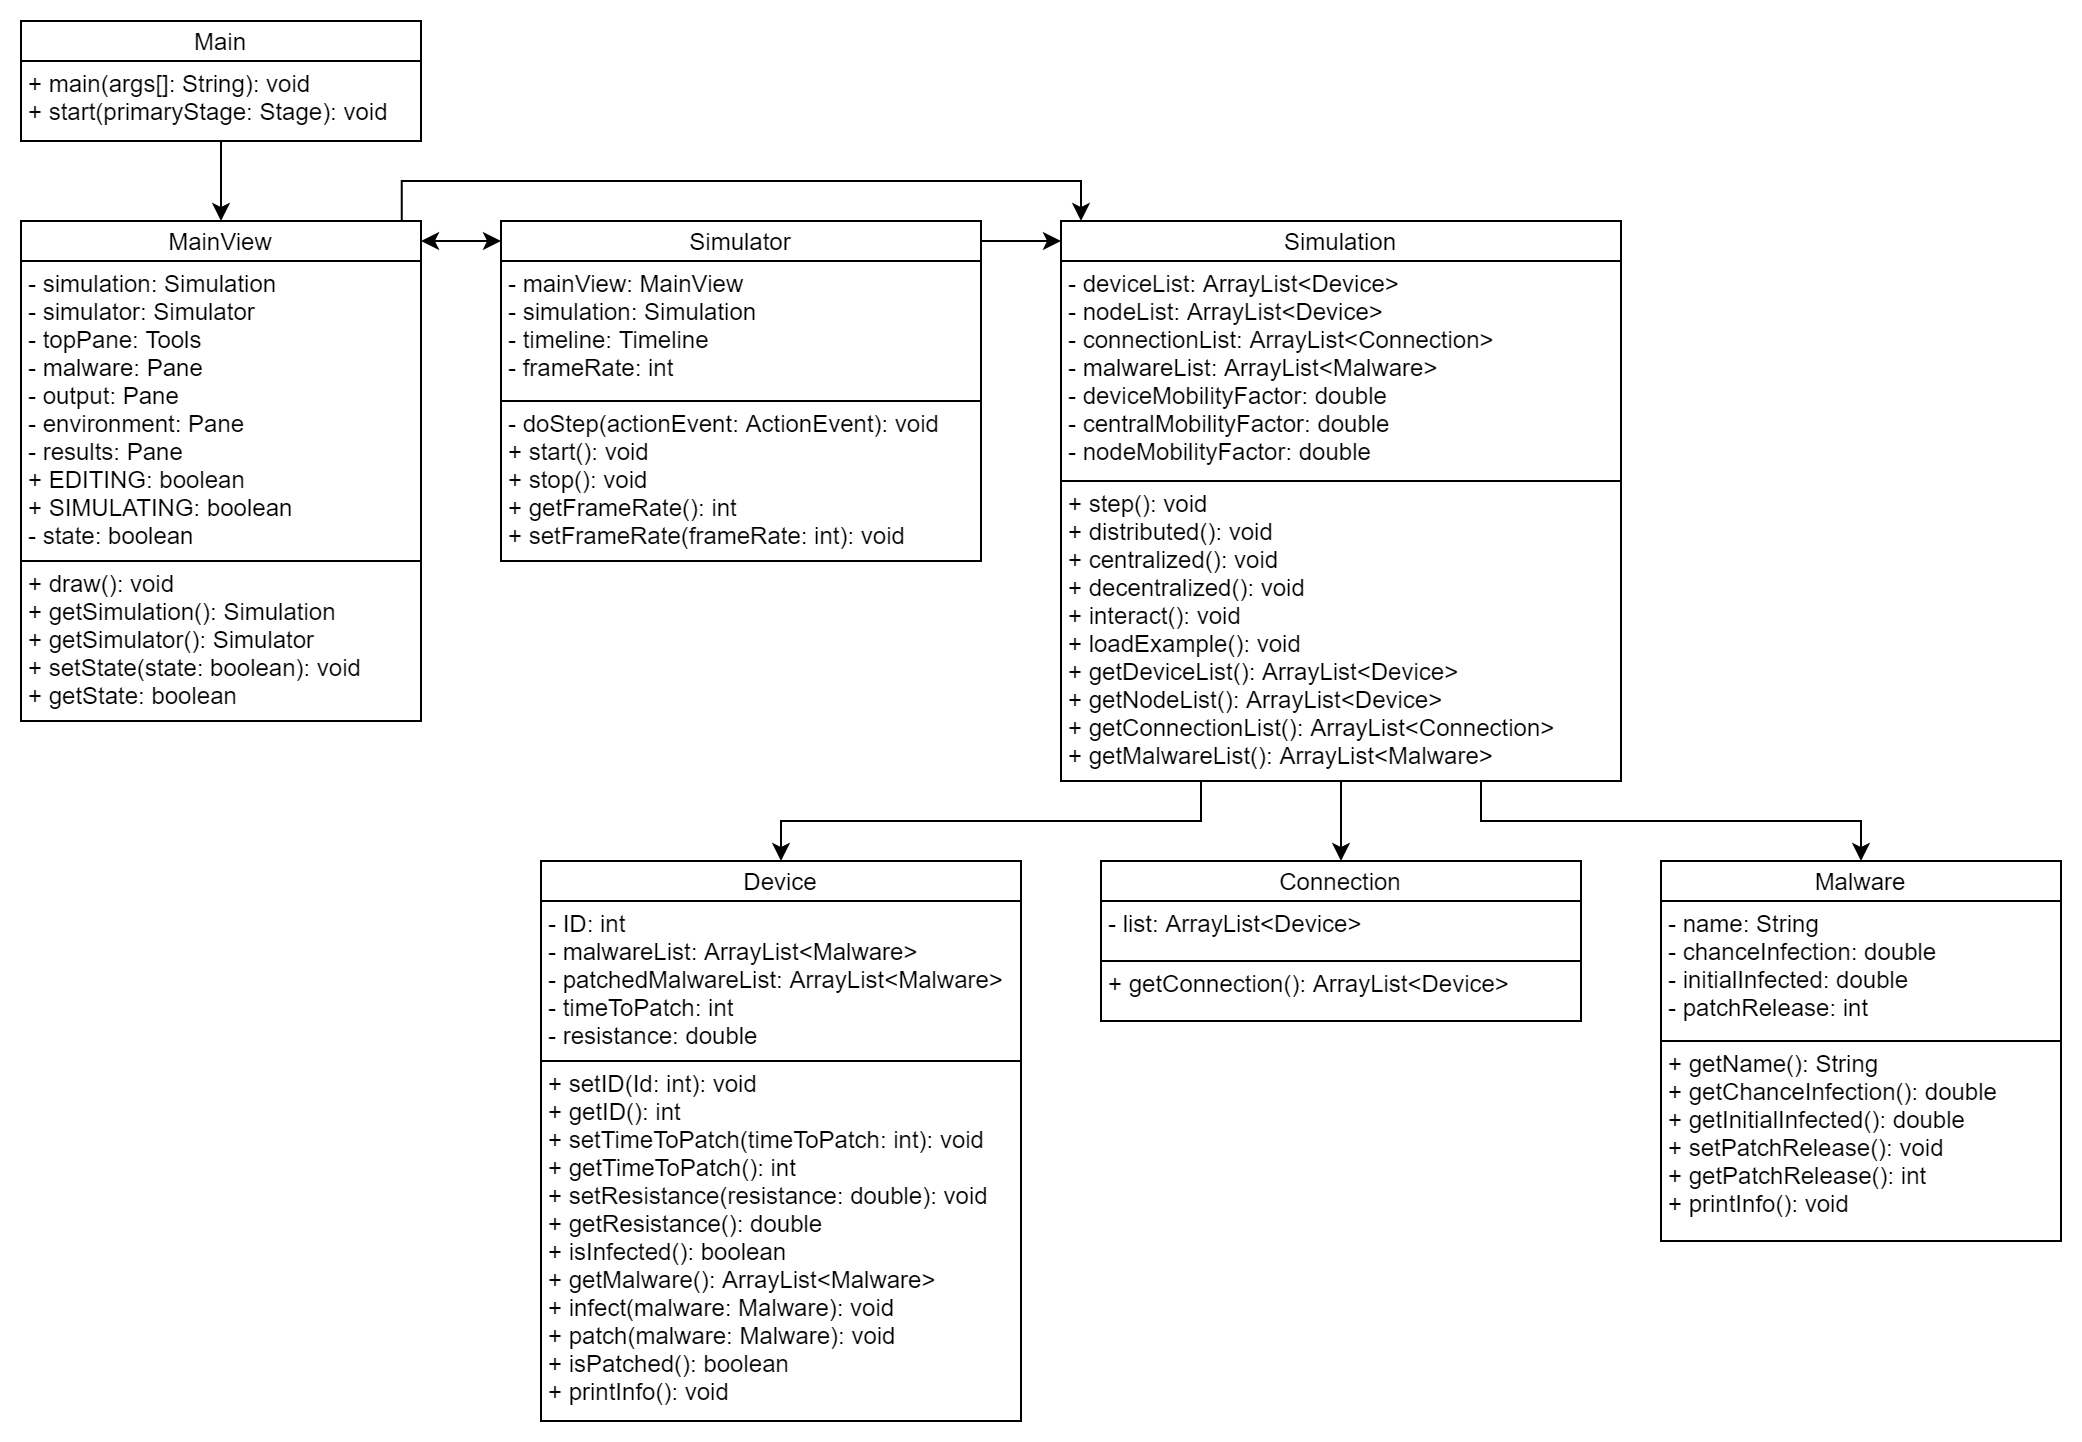 Main
+ main(args[]: String): void
+ start(primaryStage: Stage): void
MainView
- simulation: Simulation
- simulator: Simulator
- topPane: Tools
- malware: Pane
- output: Pane
- environment: Pane
- results: Pane
+ EDITING: boolean
+ SIMULATING: boolean
- state: boolean
+ draw(): void
+ getSimulation(): Simulation
+ getSimulator(): Simulator
+ setState(state: boolean): void
+ getState: boolean
Simulator
- mainView: MainView
- simulation: Simulation
- timeline: Timeline
- frameRate: int
- doStep(actionEvent: ActionEvent): void
+ start(): void
+ stop(): void
+ getFrameRate(): int
+ setFrameRate(frameRate: int): void
Simulation
- deviceList: ArrayList<Device>
- nodeList: ArrayList<Device>
- connectionList: ArrayList<Connection>
- malwareList: ArrayList<Malware>
- deviceMobilityFactor: double
- centralMobilityFactor: double
- nodeMobilityFactor: double
+ step(): void
+ distributed(): void
+ centralized(): void
+ decentralized(): void
+ interact(): void
+ loadExample(): void
+ getDeviceList(): ArrayList<Device>
+ getNodeList(): ArrayList<Device>
+ getConnectionList(): ArrayList<Connection>
+ getMalwareList(): ArrayList<Malware>
Device
- ID: int
- malwareList: ArrayList<Malware>
- patchedMalwareList: ArrayList<Malware>
- timeToPatch: int
- resistance: double
+ setID(Id: int): void
+ getID(): int
+ setTimeToPatch(timeToPatch: int): void
+ getTimeToPatch(): int
+ setResistance(resistance: double): void
+ getResistance(): double
+ isInfected(): boolean
+ getMalware(): ArrayList<Malware>
+ infect(malware: Malware): void
+ patch(malware: Malware): void
+ isPatched(): boolean
+ printInfo(): void
Connection
- list: ArrayList<Device>
+ getConnection(): ArrayList<Device>
Malware
- name: String
- chanceInfection: double
- initialInfected: double
- patchRelease: int
+ getName(): String
+ getChanceInfection(): double
+ getInitialInfected(): double
+ setPatchRelease(): void
+ getPatchRelease(): int
+ printInfo(): void